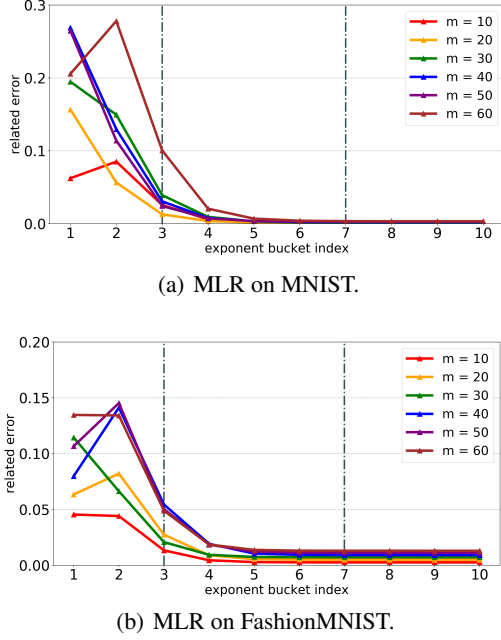 0.3
0.2
0.1
0.0
related error
1 2 3 4 5 6 7 8 9 10
exponent bucket index
m = 10
m = 20
m = 30
m = 40
m = 50
m = 60
(a) MLR on MNIST.
0.20
0.15
0.10
0.05
0.00
related error
1 2 3 4 5 6 7 8 9 10
exponent bucket index
m = 10
m = 20
m = 30
m = 40
m = 50
m = 60
(b) MLR on FashionMNIST.